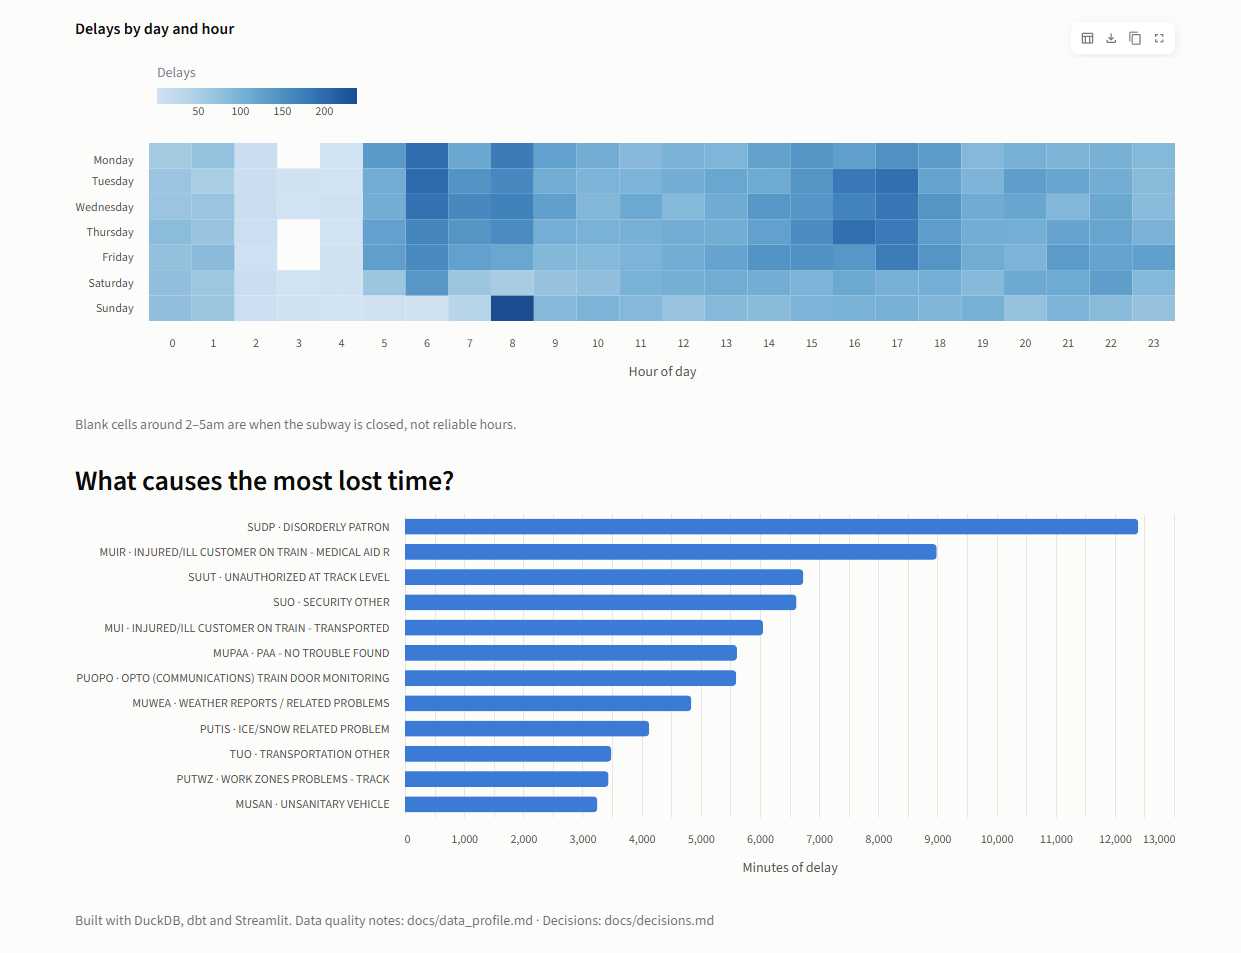 Delays by day and hour
Delays
50 100 150 200
Monday
Tuesday
Wednesday
Thursday
Friday
Saturday
Sunday
0 1 2 3 4 5 6 7 8 9 10 11 12 13 14 15 16 17 18 19 20 21 22 23
Hour of day
Blank cells around 2–5am are when the subway is closed, not reliable hours.
What causes the most lost time?
SUDP · DISORDERLY PATRON
MUIR · INJURED/ILL CUSTOMER ON TRAIN - MEDICAL AID R
SUUT · UNAUTHORIZED AT TRACK LEVEL
SUO · SECURITY OTHER
MUI · INJURED/ILL CUSTOMER ON TRAIN - TRANSPORTED
MUPAA · PAA - NO TROUBLE FOUND
PUOPO · OPTO (COMMUNICATIONS) TRAIN DOOR MONITORING
MUWEA · WEATHER REPORTS / RELATED PROBLEMS
PUTIS · ICE/SNOW RELATED PROBLEM
TUO · TRANSPORTATION OTHER
PUTWZ · WORK ZONES PROBLEMS - TRACK
MUSAN · UNSANITARY VEHICLE
0 1,000 2,000 3,000 4,000 5,000 6,000 7,000 8,000 9,000 10,000 11,000 12,000 13,000
Minutes of delay
Built with DuckDB, dbt and Streamlit. Data quality notes: docs/data_profile.md · Decisions: docs/decisions.md